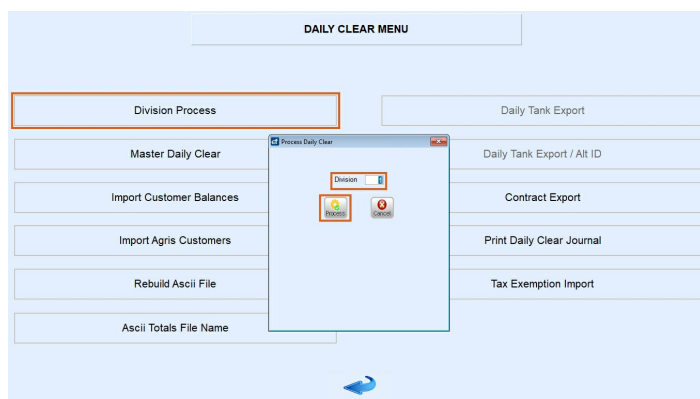 DAILY CLEAR MENU
Division Process
Daily Tank Export
cf Process Daily Clear
Master Daily Clear
Daily Tank Export / Alt ID
Division 1
Import Customer Balances
Process
Cancel
Contract Export
Import Agris Customers
Print Daily Clear Journal
Rebuild Ascii File
Tax Exemption Import
Ascii Totals File Name